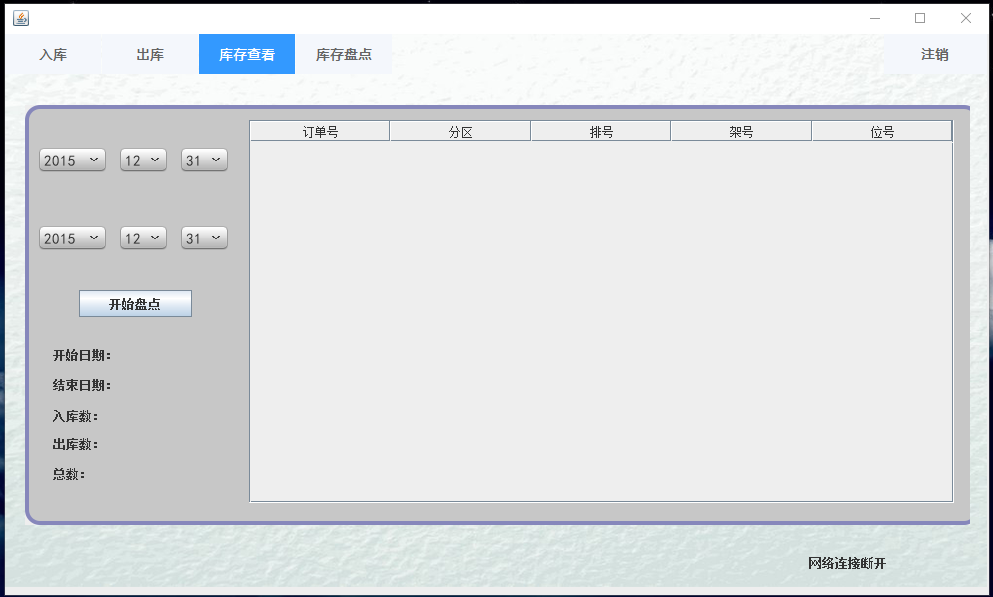 入库 出库 库存查看 库存盘点 注销
订单号 分区 排号 架号 位号
2015 12 31
2015 12 31
开始盘点
开始日期：
结束日期：
入库数：
出库数：
总数：
网络连接断开